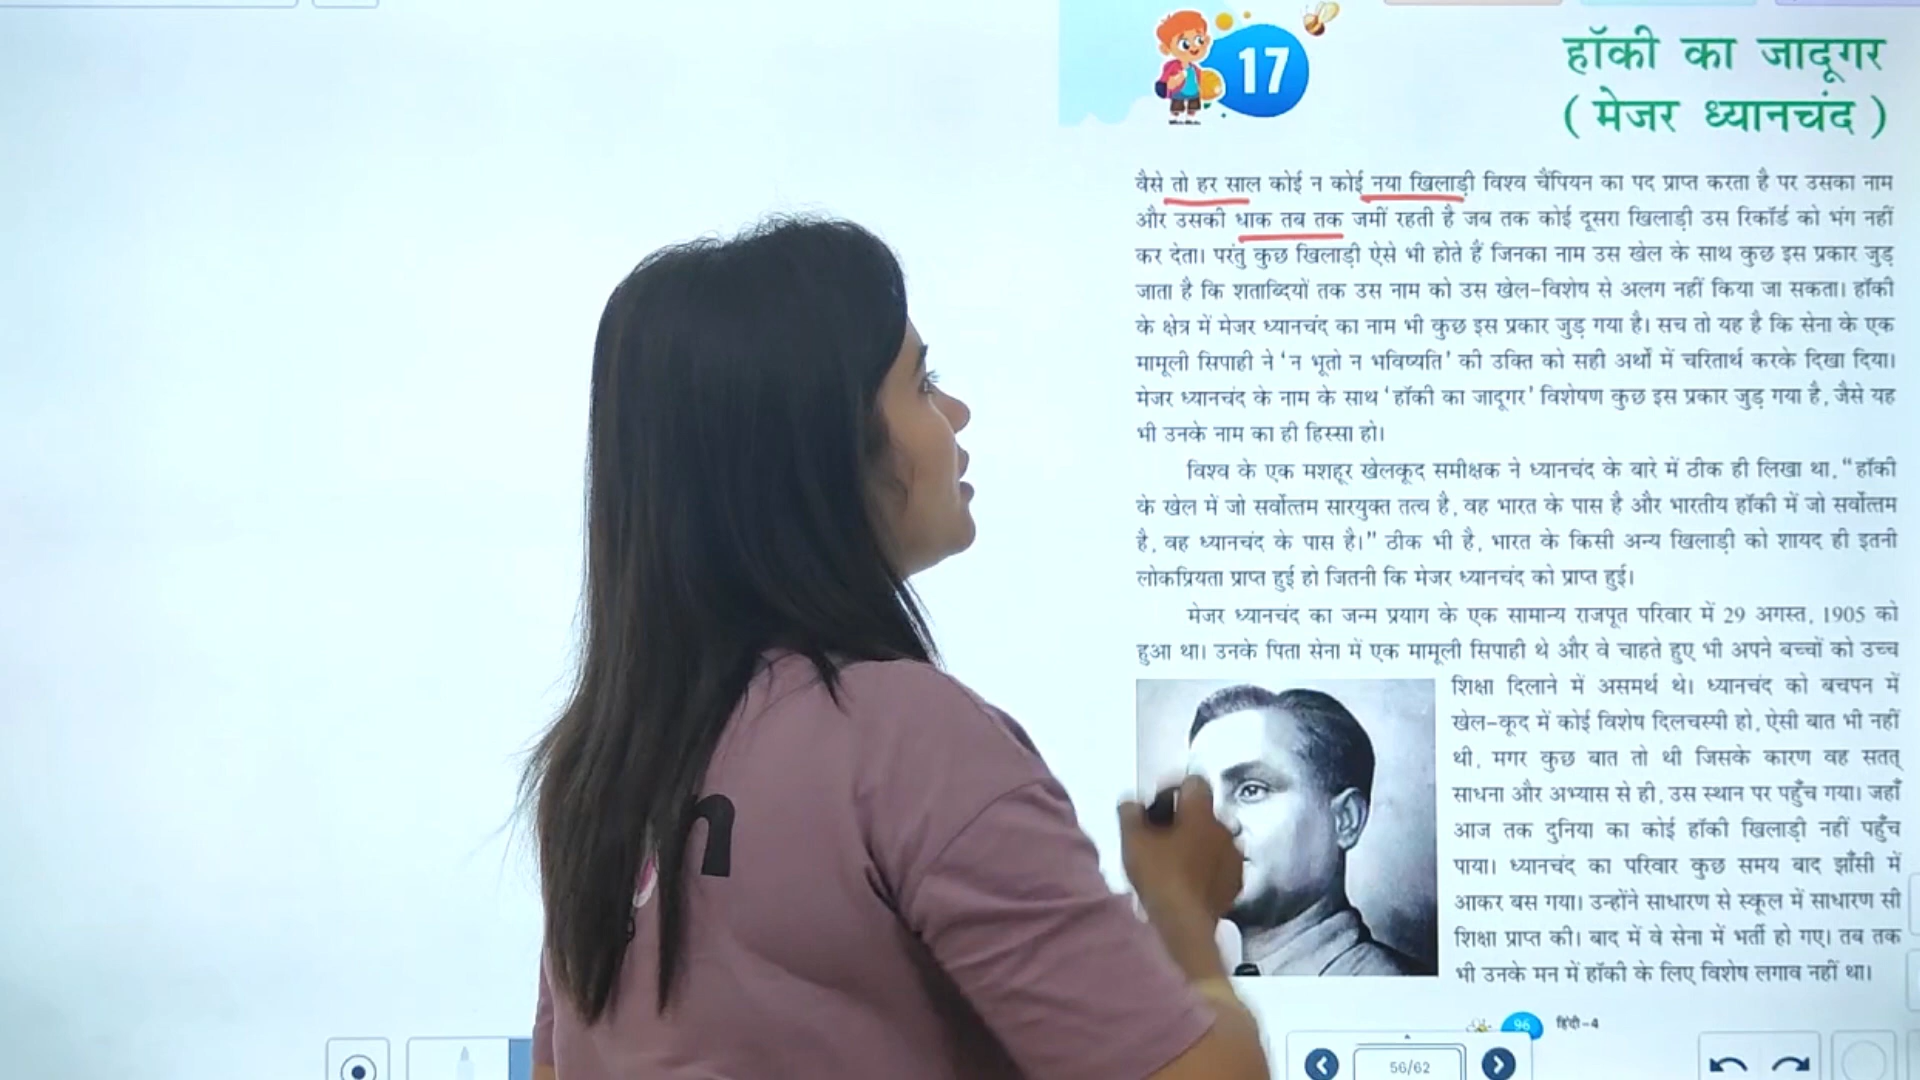 17
हॉकी का जादूगर
( मेजर ध्यानचंद )
वैसे तो हर साल कोई न कोई नया खिलाड़ी विश्व चैंपियन का पद प्राप्त करता है पर उसका नाम
और उसकी धाक तब तक जमीं रहती है जब तक कोई दूसरा खिलाड़ी उस रिकॉर्ड को भंग नहीं
कर देता। परंतु कुछ खिलाड़ी ऐसे भी होते हैं जिनका नाम उस खेल के साथ कुछ इस प्रकार जुड़
जाता है कि शताब्दियों तक उस नाम को उस खेल-विशेष से अलग नहीं किया जा सकता। हॉकी
के क्षेत्र में मेजर ध्यानचंद का नाम भी कुछ इस प्रकार जुड़ गया है। सच तो यह है कि सेना के एक
मामूली सिपाही ने ‘न भूतो न भविष्यति’ की उक्ति को सही अर्थों में चरितार्थ करके दिखा दिया।
मेजर ध्यानचंद के नाम के साथ ‘हॉकी का जादूगर’ विशेषण कुछ इस प्रकार जुड़ गया है, जैसे यह
भी उनके नाम का ही हिस्सा हो।
विश्व के एक मशहूर खेलकूद समीक्षक ने ध्यानचंद के बारे में ठीक ही लिखा था, “हॉकी
के खेल में जो सर्वोत्तम सारयुक्त तत्व है, वह भारत के पास है और भारतीय हॉकी में जो सर्वोत्तम
है, वह ध्यानचंद के पास है।” ठीक भी है, भारत के किसी अन्य खिलाड़ी को शायद ही इतनी
लोकप्रियता प्राप्त हुई हो जितनी कि मेजर ध्यानचंद को प्राप्त हुई।
मेजर ध्यानचंद का जन्म प्रयाग के एक सामान्य राजपूत परिवार में 29 अगस्त, 1905 को
हुआ था। उनके पिता सेना में एक मामूली सिपाही थे और वे चाहते हुए भी अपने बच्चों को उच्च
शिक्षा दिलाने में असमर्थ थे। ध्यानचंद को बचपन में
खेल-कूद में कोई विशेष दिलचस्पी हो, ऐसी बात भी नहीं
थी, मगर कुछ बात तो थी जिसके कारण वह सतत्
साधना और अभ्यास से ही, उस स्थान पर पहुँच गया। जहाँ
आज तक दुनिया का कोई हॉकी खिलाड़ी नहीं पहुँच
पाया। ध्यानचंद का परिवार कुछ समय बाद झाँसी में
आकर बस गया। उन्होंने साधारण से स्कूल में साधारण सी
शिक्षा प्राप्त की। बाद में वे सेना में भर्ती हो गए। तब तक
भी उनके मन में हॉकी के लिए विशेष लगाव नहीं था।
96 हिंदी-4
56/62
n